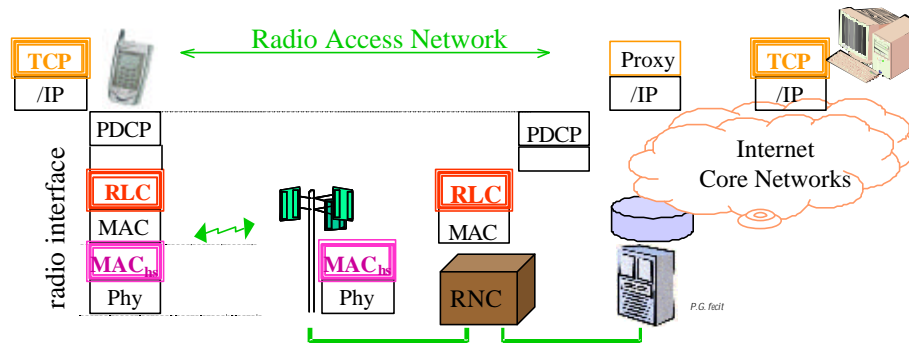 Radio Access Network
TCP
/IP
Proxy
/IP
TCP
/IP
PDCP
PDCP
Internet
Core Networks
radio interface
RLC
RLC
MAC
MAC
MAChs
MAChs
Phy
Phy
RNC
P.G. fecit